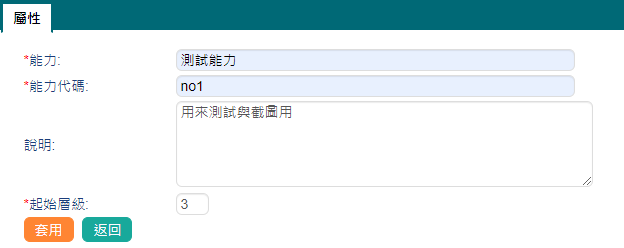 屬性
*能力: 測試能力
*能力代碼: no1
說明: 用來測試與截圖用
*起始層級: 3
套用 返回